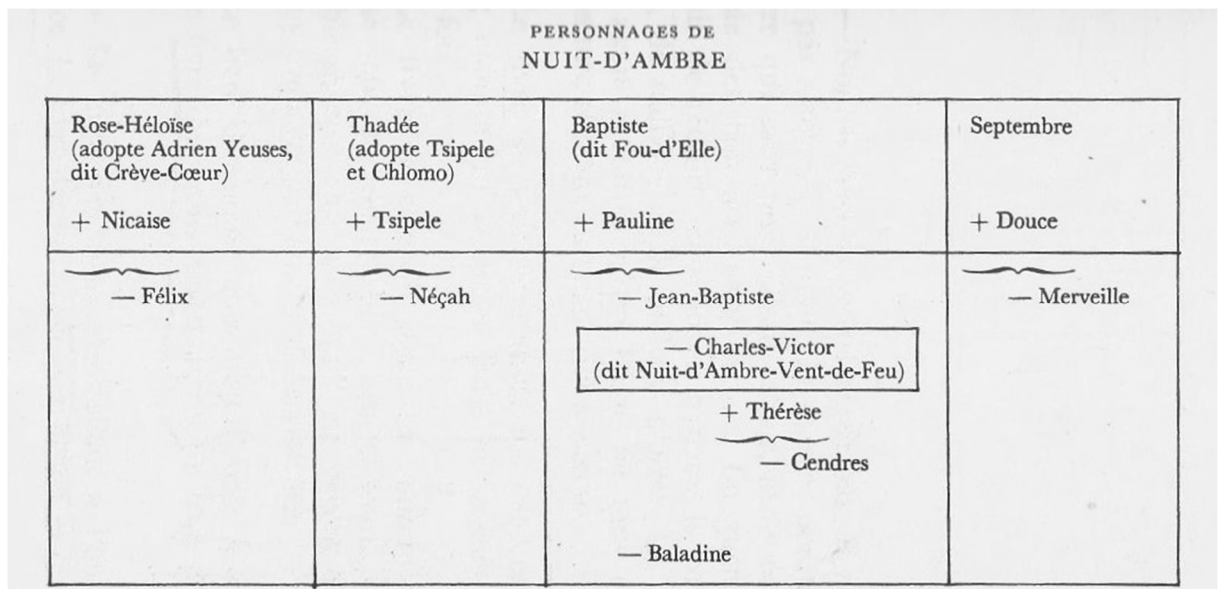 PERSONNAGES DE
NUIT-D'AMBRE
Rose-Héloïse
(adopte Adrien Yeuses,
dit Crève-Cœur)
+ Nicaise
Thadée
(adopte Tsipele
et Chlomo)
+ Tsipele
Baptiste
(dit Fou-d'Elle)
+ Pauline
Septembre
+ Douce
— Félix
— Néçah
— Jean-Baptiste
— Charles-Victor
(dit Nuit-d'Ambre-Vent-de-Feu)
+ Thérèse
— Cendres
— Baladine
— Merveille